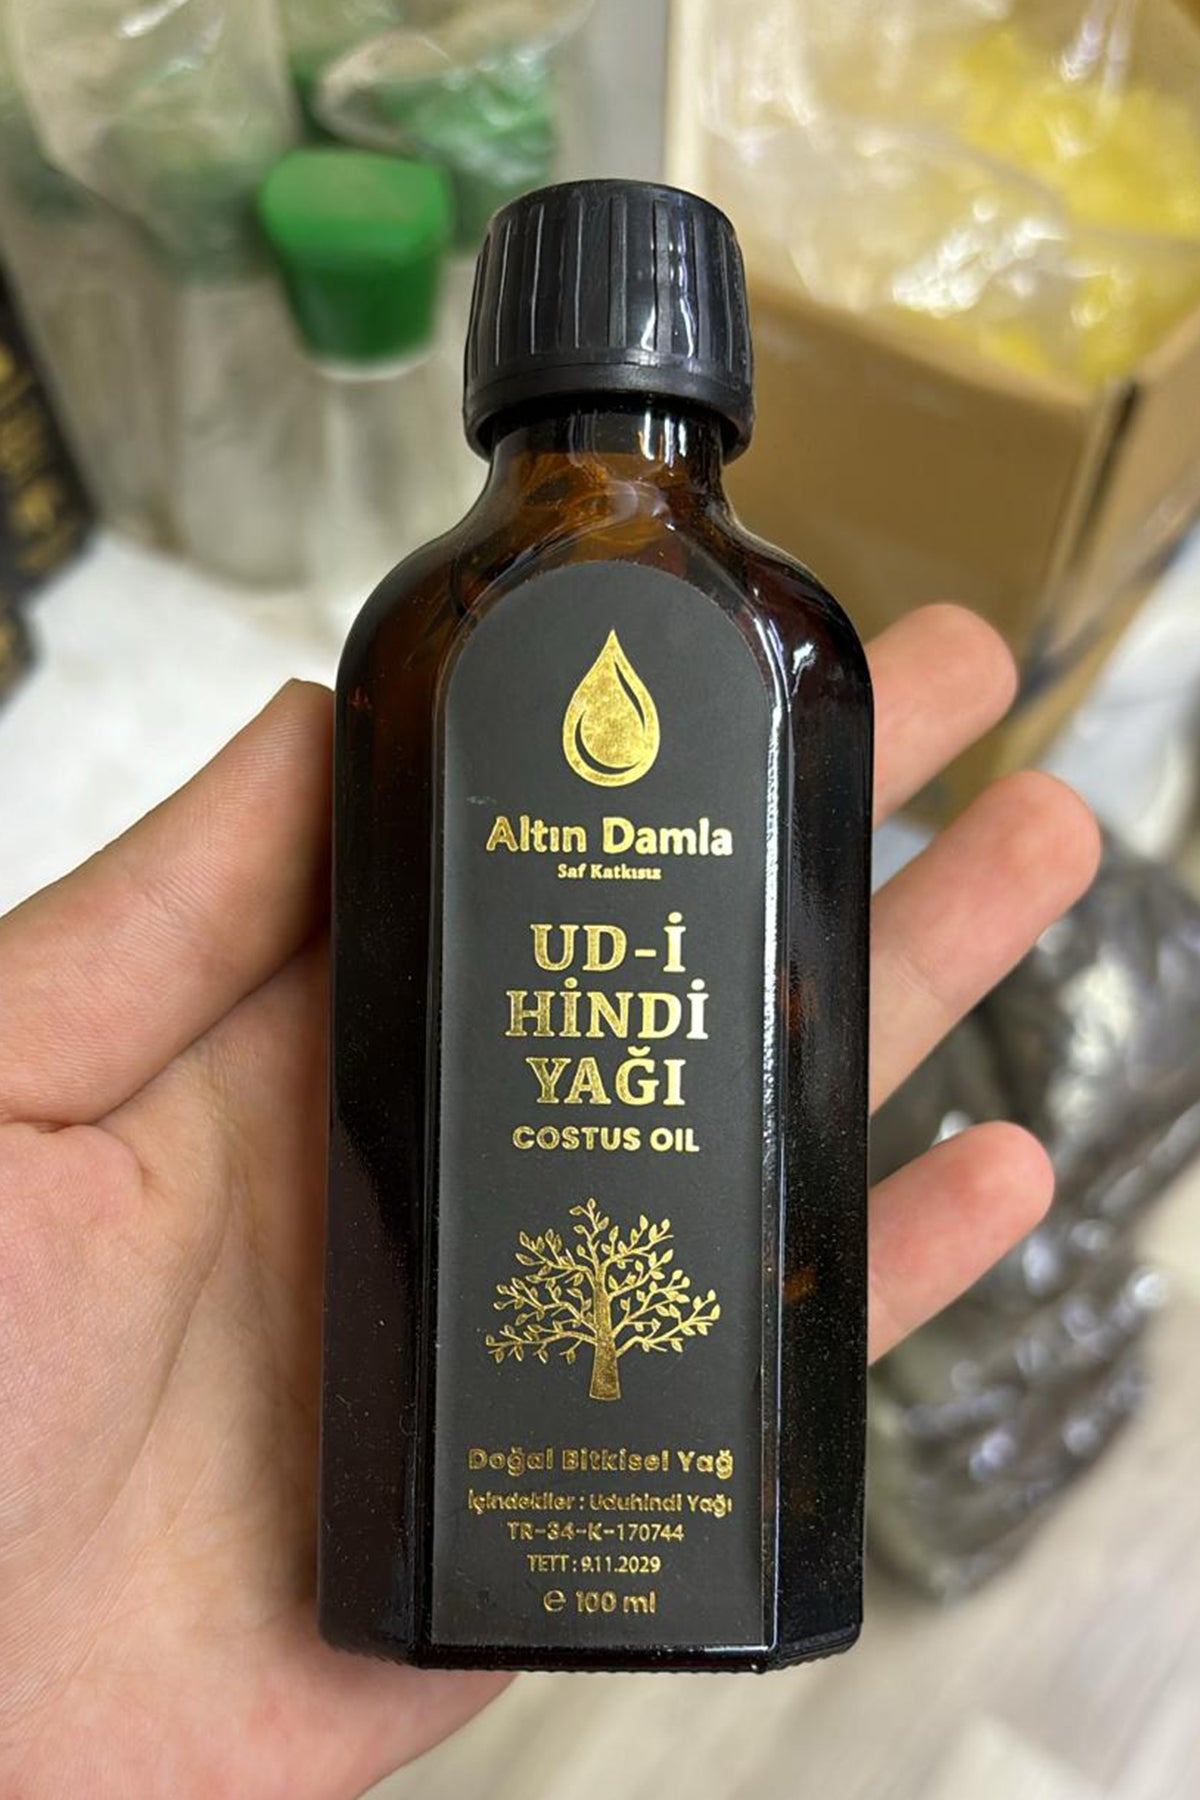 Altın Damla
Saf Katkısız
UD-İ
HİNDİ
YAĞI
COSTUS OIL
Doğal Bitkisel Yağ
İçindekiler : Uduhindi Yağı
TR-34-K-170744
TETT : 9.11.2029
℮ 100 ml